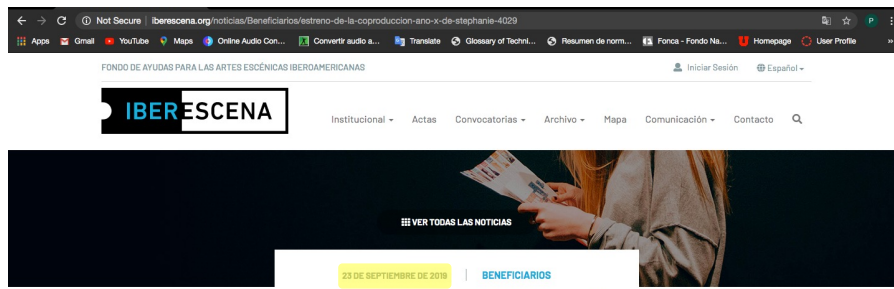 Not Secure | iberescena.org/noticias/Beneficiarios/estreno-de-la-coproduccion-ano-x-de-stephanie-4029 P
Apps Gmail YouTube Maps Online Audio Con... Convertir audio a... Translate Glossary of Techni... Resumen de norm... Fonca - Fondo Na... Homepage User Profile »
FONDO DE AYUDAS PARA LAS ARTES ESCÉNICAS IBEROAMERICANAS Iniciar Sesión Español
IBERESCENA
Institucional Actas Convocatorias Archivo Mapa Comunicación Contacto
VER TODAS LAS NOTICIAS
23 DE SEPTIEMBRE DE 2019 BENEFICIARIOS